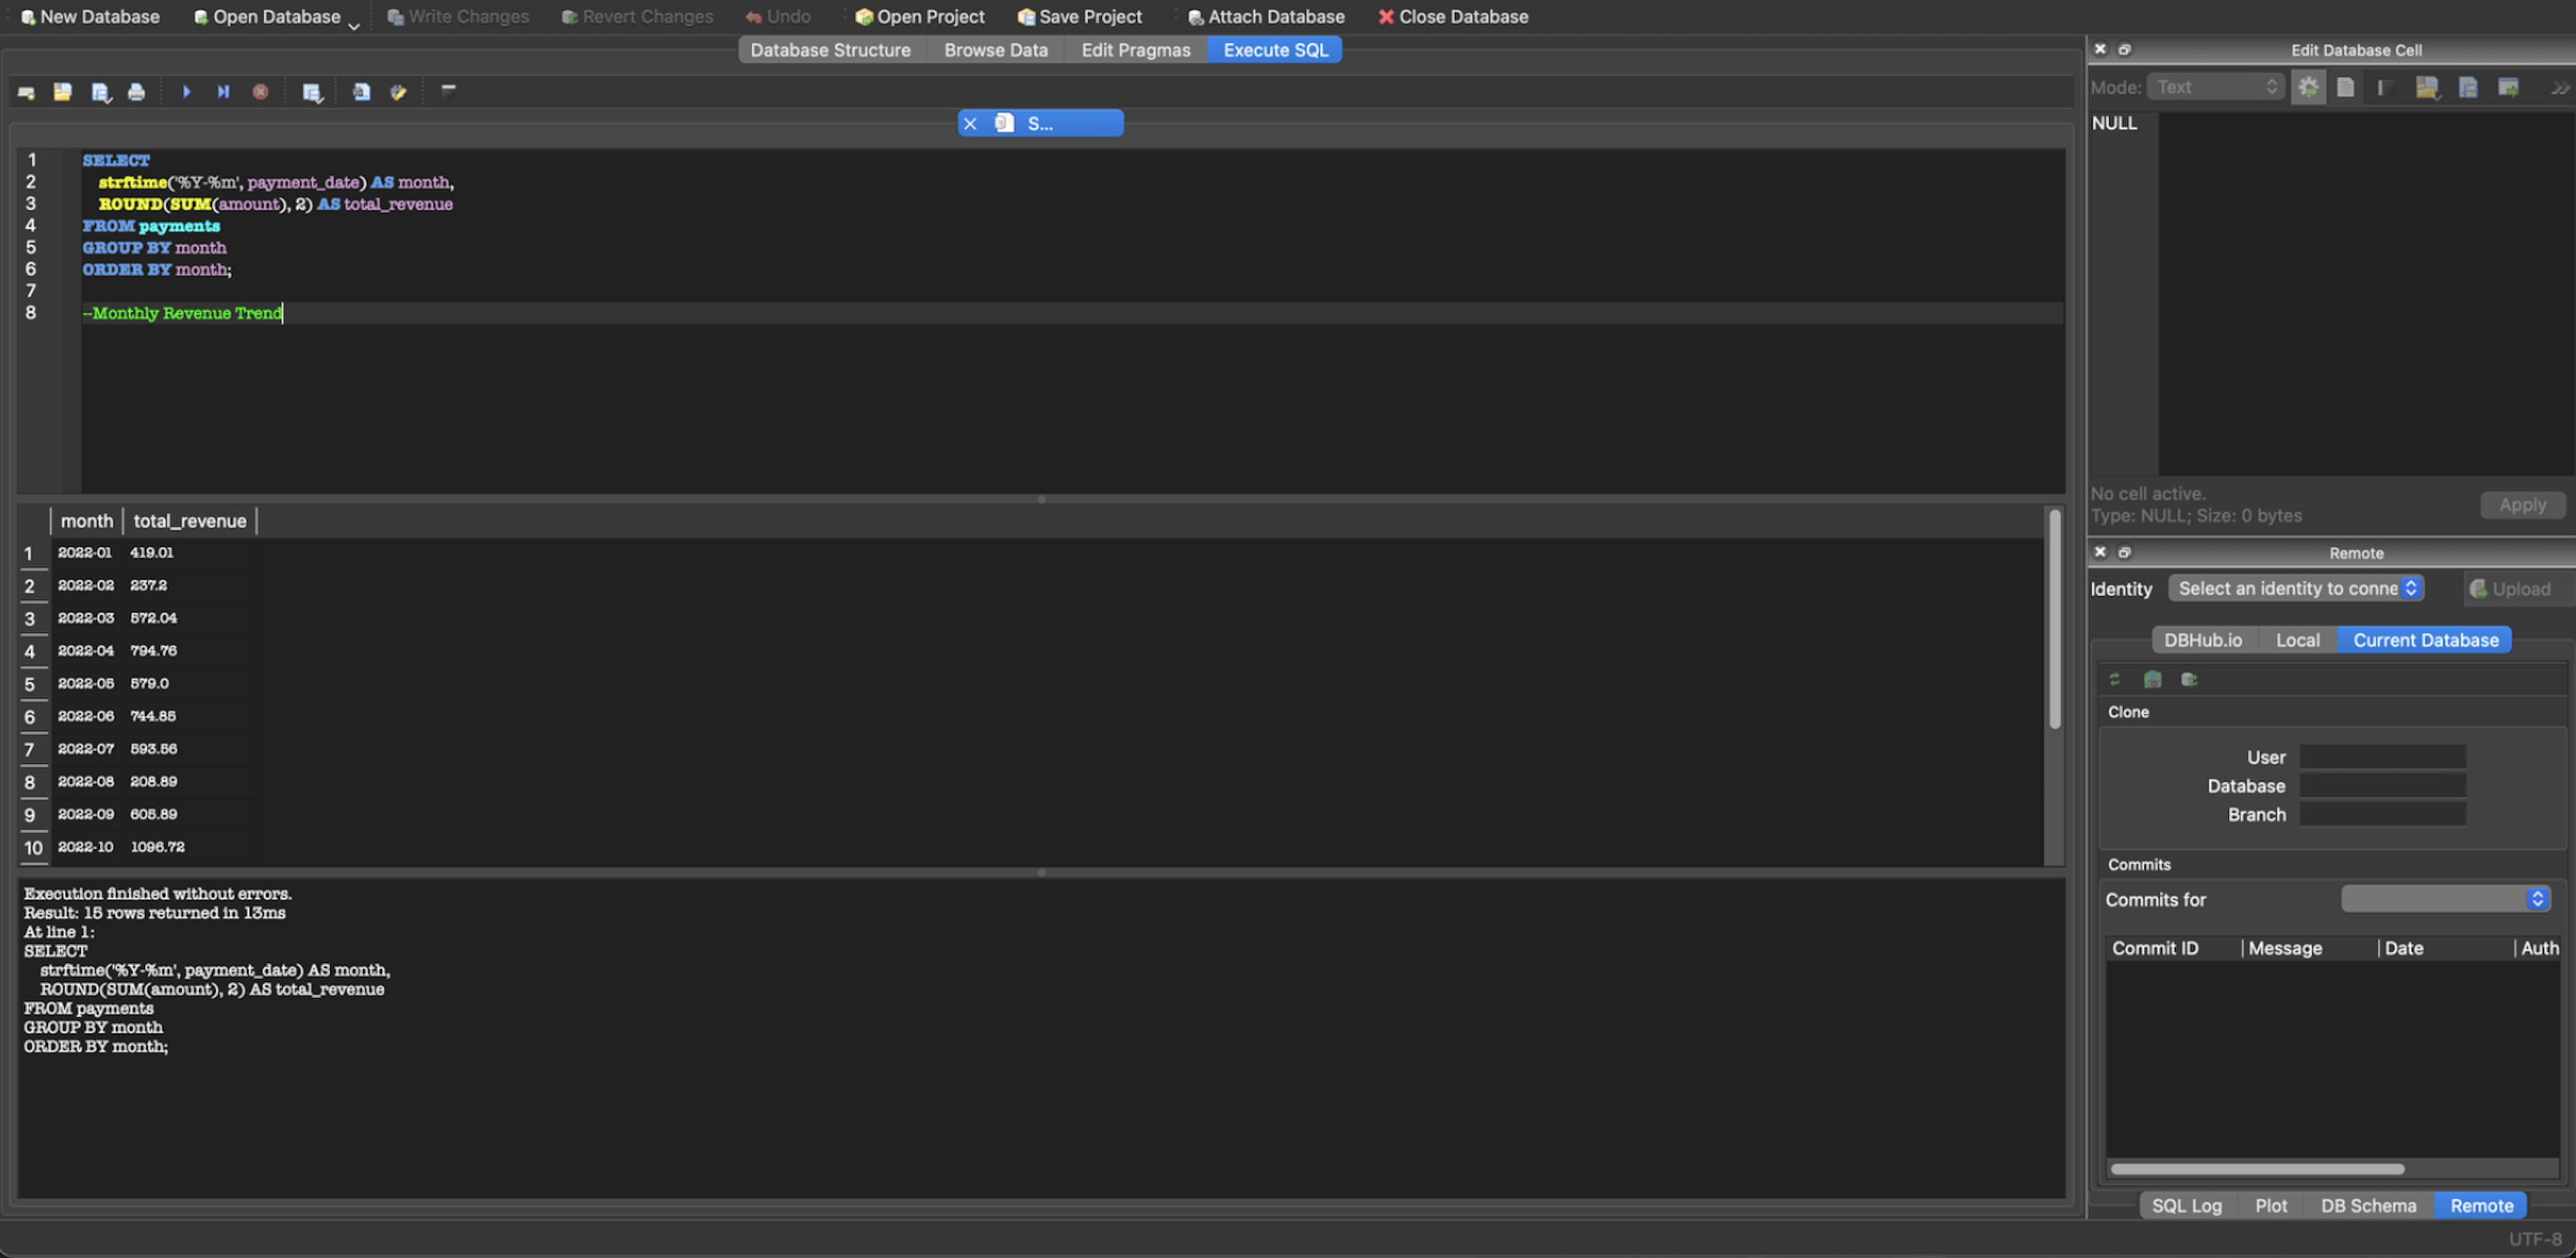 New Database Open Database Write Changes Revert Changes Undo Open Project Save Project Attach Database Close Database
Database Structure Browse Data Edit Pragmas Execute SQL
S...
1 SELECT
2 strftime('%Y-%m', payment_date) AS month,
3 ROUND(SUM(amount), 2) AS total_revenue
4 FROM payments
5 GROUP BY month
6 ORDER BY month;
7
8 --Monthly Revenue Trend
month total_revenue
1 2022-01 419.01
2 2022-02 237.2
3 2022-03 572.04
4 2022-04 794.76
5 2022-05 579.0
6 2022-06 744.85
7 2022-07 593.56
8 2022-08 208.89
9 2022-09 605.89
10 2022-10 1096.72
Execution finished without errors.
Result: 15 rows returned in 13ms
At line 1:
SELECT
strftime('%Y-%m', payment_date) AS month,
ROUND(SUM(amount), 2) AS total_revenue
FROM payments
GROUP BY month
ORDER BY month;
Edit Database Cell
Mode: Text
NULL
No cell active.
Type: NULL; Size: 0 bytes
Apply
Remote
Identity Select an identity to conne Upload
DBHub.io Local Current Database
Clone
User
Database
Branch
Commits
Commits for
Commit ID Message Date Auth
SQL Log Plot DB Schema Remote
UTF-8